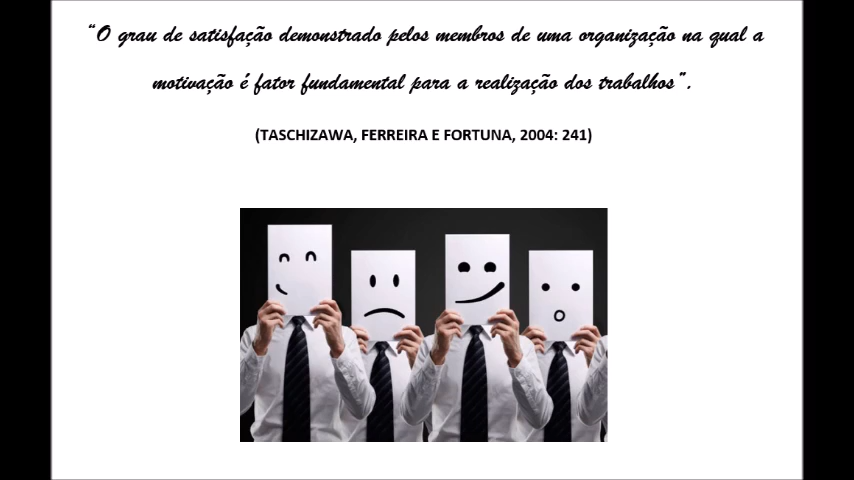 “O grau de satisfação demonstrado pelos membros de uma organização na qual a
motivação é fator fundamental para a realização dos trabalhos”.
(TASCHIZAWA, FERREIRA E FORTUNA, 2004: 241)